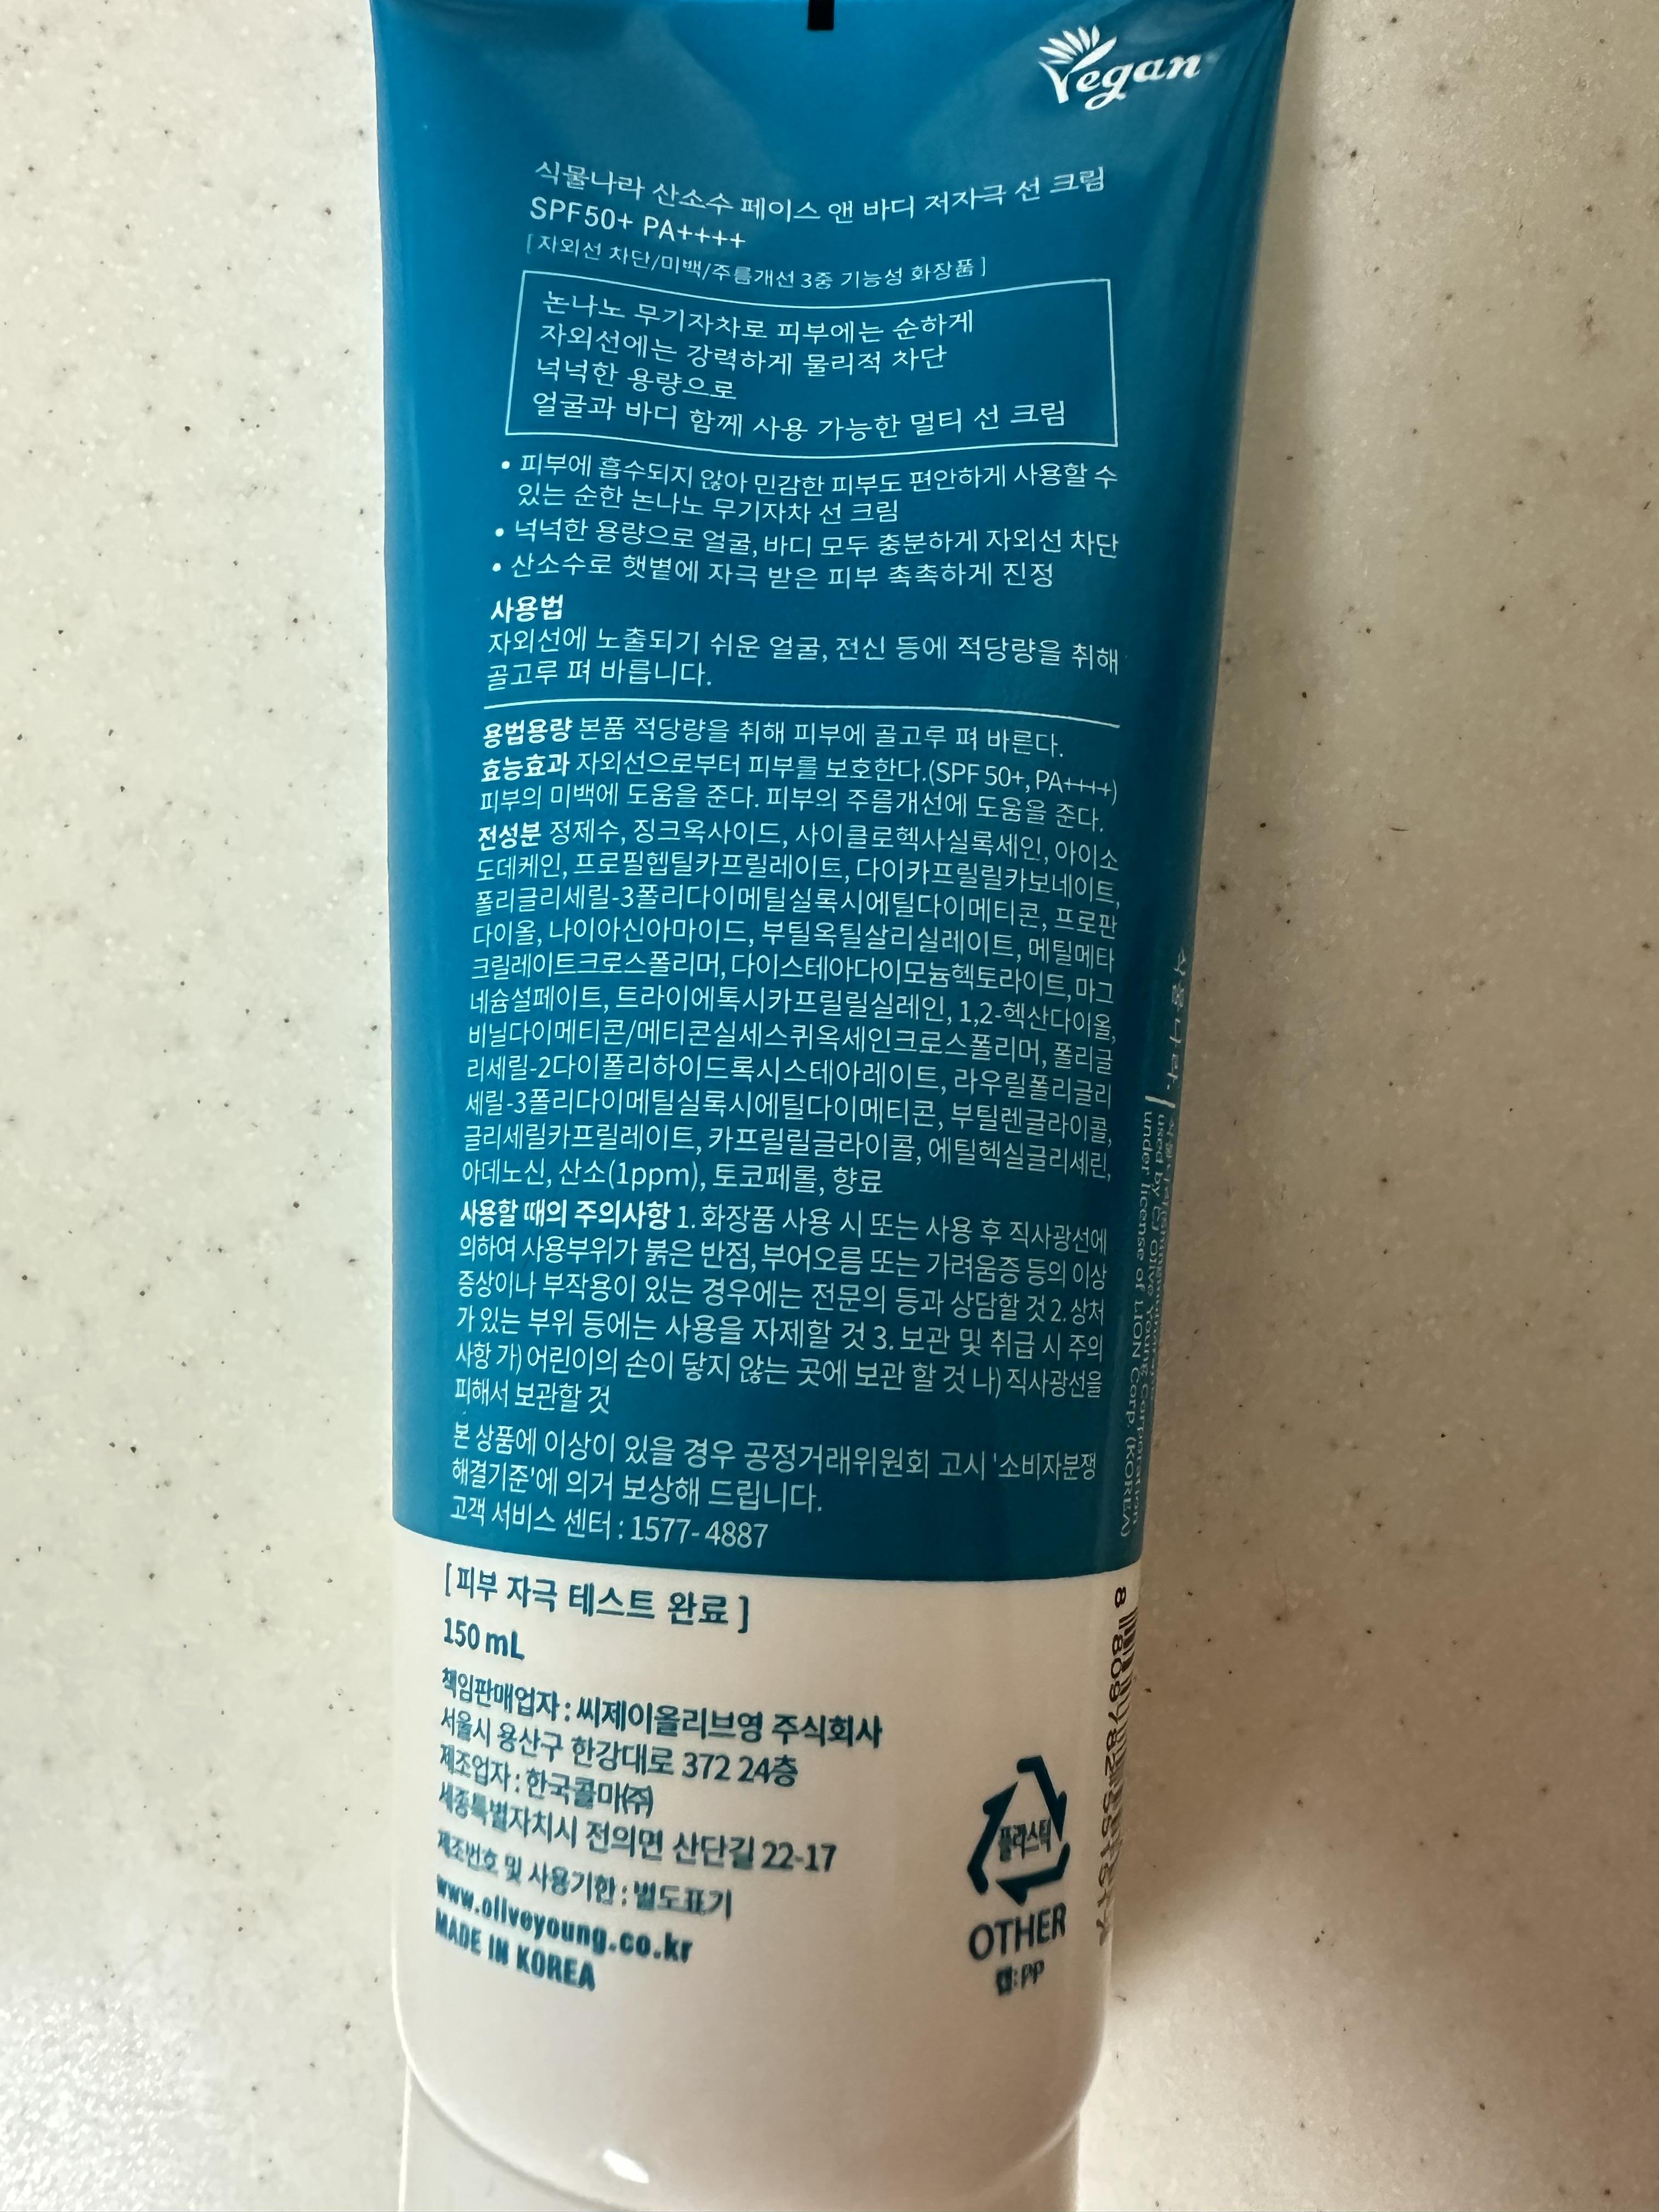 Vegan
식물나라 산소수 페이스 앤 바디 저자극 선 크림
SPF50+ PA++++
[ 자외선 차단/미백/주름개선 3중 기능성 화장품 ]
논나노 무기자차로 피부에는 순하게
자외선에는 강력하게 물리적 차단
넉넉한 용량으로
얼굴과 바디 함께 사용 가능한 멀티 선 크림
• 피부에 흡수되지 않아 민감한 피부도 편안하게 사용할 수
있는 순한 논나노 무기자차 선 크림
• 넉넉한 용량으로 얼굴, 바디 모두 충분하게 자외선 차단
• 산소수로 햇볕에 자극 받은 피부 촉촉하게 진정
사용법
자외선에 노출되기 쉬운 얼굴, 전신 등에 적당량을 취해
골고루 펴 바릅니다.
용법용량 본품 적당량을 취해 피부에 골고루 펴 바른다.
효능효과 자외선으로부터 피부를 보호한다.(SPF 50+, PA++++)
피부의 미백에 도움을 준다. 피부의 주름개선에 도움을 준다.
전성분 정제수, 징크옥사이드, 사이클로헥사실록세인, 아이소
도데케인, 프로필헵틸카프릴레이트, 다이카프릴릴카보네이트,
폴리글리세릴-3폴리다이메틸실록시에틸다이메티콘, 프로판
다이올, 나이아신아마이드, 부틸옥틸살리실레이트, 메틸메타
크릴레이트크로스폴리머, 다이스테아다이모늄헥토라이트, 마그
네슘설페이트, 트라이에톡시카프릴릴실레인, 1,2-헥산다이올,
비닐다이메티콘/메티콘실세스퀴옥세인크로스폴리머, 폴리글
리세릴-2다이폴리하이드록시스테아레이트, 라우릴폴리글리
세릴-3폴리다이메틸실록시에틸다이메티콘, 부틸렌글라이콜,
글리세릴카프릴레이트, 카프릴릴글라이콜, 에틸헥실글리세린,
아데노신, 산소(1ppm), 토코페롤, 향료
사용할 때의 주의사항 1. 화장품 사용 시 또는 사용 후 직사광선에
의하여 사용부위가 붉은 반점, 부어오름 또는 가려움증 등의 이상
증상이나 부작용이 있는 경우에는 전문의 등과 상담할 것 2. 상처
가 있는 부위 등에는 사용을 자제할 것 3. 보관 및 취급 시 주의
사항 가) 어린이의 손이 닿지 않는 곳에 보관 할 것 나) 직사광선을
피해서 보관할 것
본 상품에 이상이 있을 경우 공정거래위원회 고시 '소비자분쟁
해결기준'에 의거 보상해 드립니다.
고객 서비스 센터 : 1577-4887
[ 피부 자극 테스트 완료 ]
150 mL
책임판매업자 : 씨제이올리브영 주식회사
서울시 용산구 한강대로 372 24층
제조업자 : 한국콜마㈜
세종특별자치시 전의면 산단길 22-17
제조번호 및 사용기한 : 별도표기
www.oliveyoung.co.kr
MADE IN KOREA
플라스틱
OTHER
캡:PP
식물나라.
used by CJ Olive Young Corporation
under license of LION Corp. (KOREA)